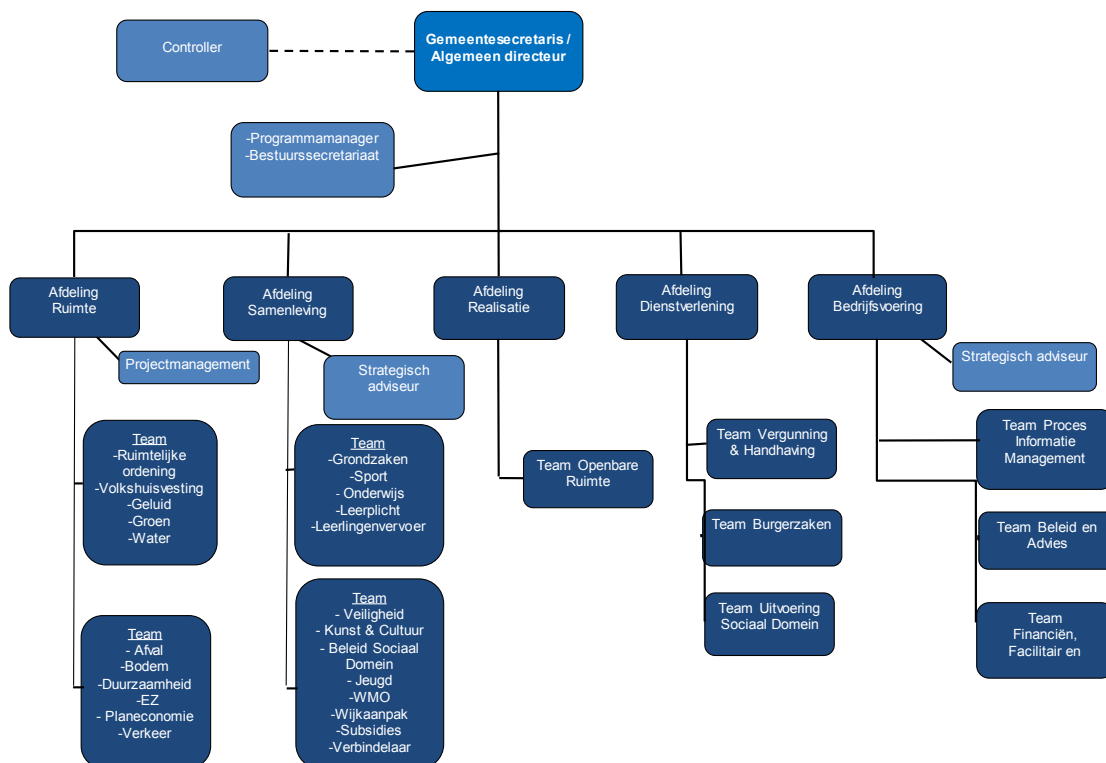 Controller
Gemeentesecretaris /
Algemeen directeur
-Programmamanager
-Bestuurssecretariaat
Afdeling
Ruimte
Afdeling
Samenleving
Afdeling
Realisatie
Afdeling
Dienstverlening
Afdeling
Bedrijfsvoering
Projectmanagement
Strategisch
adviseur
Strategisch adviseur
Team
-Ruimtelijke
ordening
-Volkshuisvesting
-Geluid
-Groen
-Water
Team
-Grondzaken
-Sport
- Onderwijs
-Leerplicht
-Leerlingenvervoer
Team Openbare
Ruimte
Team Vergunning
& Handhaving
Team Proces
Informatie
Management
Team Burgerzaken
Team Beleid en
Advies
Team Uitvoering
Sociaal Domein
Team
Financiën,
Facilitair en
Team
- Afval
-Bodem
-Duurzaamheid
-EZ
- Planeconomie
-Verkeer
Team
- Veiligheid
- Kunst & Cultuur
- Beleid Sociaal
Domein
- Jeugd
-WMO
-Wijkaanpak
-Subsidies
-Verbindelaar